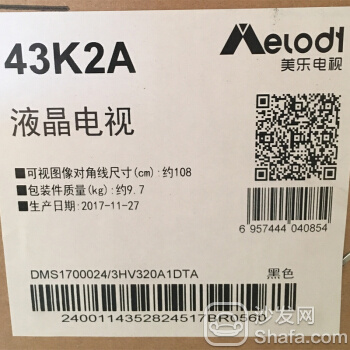 43K2A
Melodi
美乐电视
液晶电视
■可视图像对角线尺寸(cm):约108
■包装件质量(kg):约9.7
■生产日期:2017-11-27
6 957444 040854
DMS1700024/3HV320A1DTA
黑色
2400114352824517BR0560
沙发网
Shafa.com